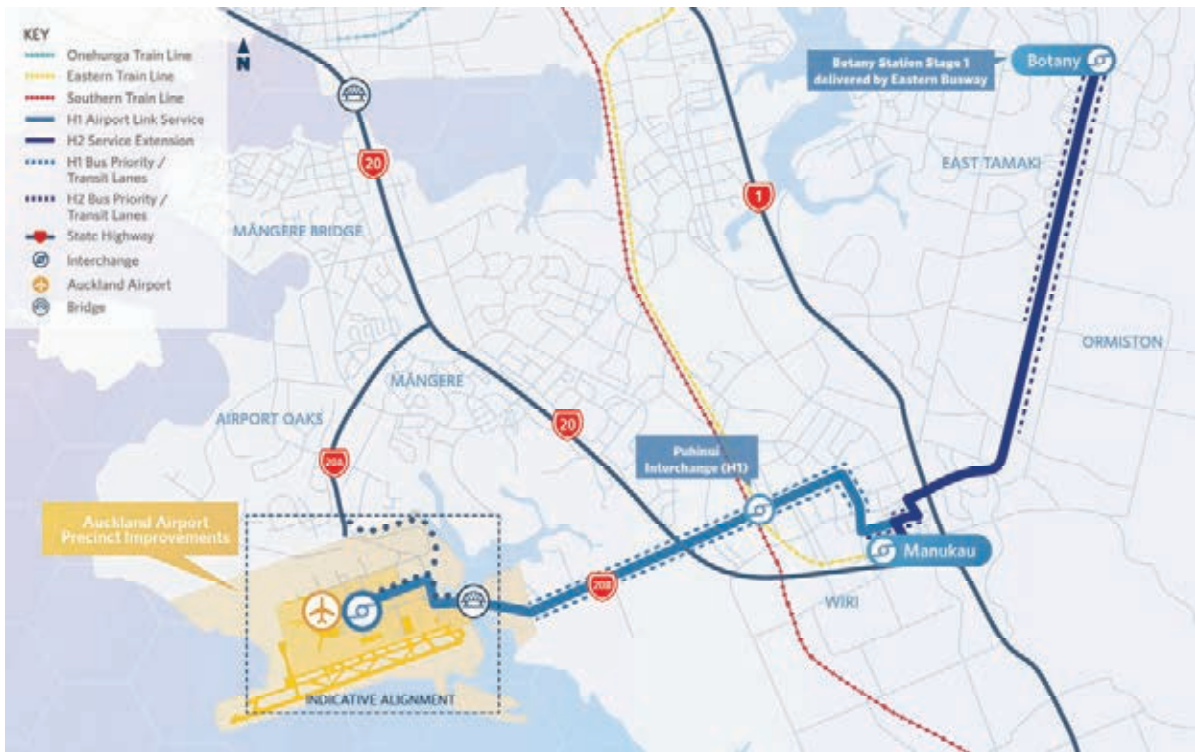 KEY
Onehunga Train Line
Eastern Train Line
Southern Train Line
H1 Airport Link Service
H2 Service Extension
H1 Bus Priority /
Transit Lanes
H2 Bus Priority /
Transit Lanes
State Highway
Interchange
Auckland Airport
Bridge
N
Botany Station Stage 1
delivered by Eastern Busway
Botany
20
1
EAST TAMAKI
MĀNGERE BRIDGE
ORMISTON
MĀNGERE
AIRPORT OAKS
20
20A
Puhinui
Interchange (H1)
Auckland Airport
Precinct Improvements
Manukau
20B
WIRI
INDICATIVE ALIGNMENT